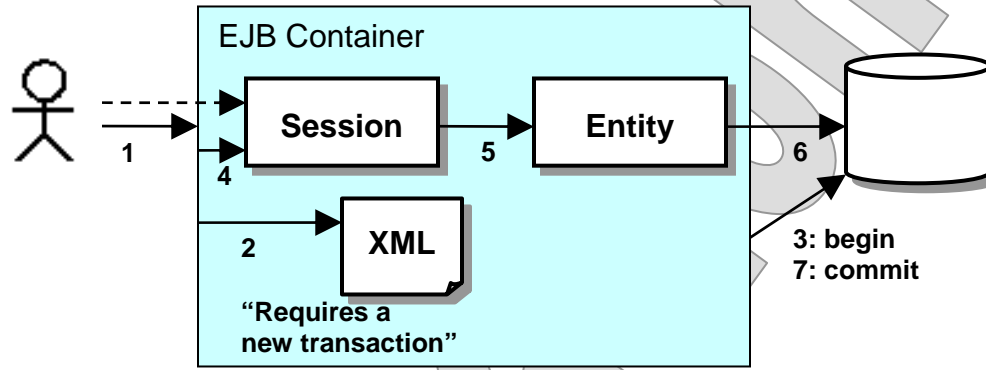 EJB Container
Session
Entity
1
4
5
6
2
XML
3: begin
7: commit
“Requires a
new transaction”